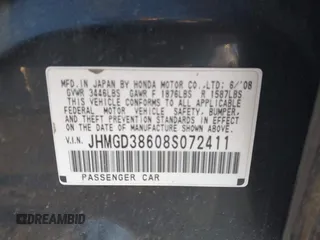 MFD. IN JAPAN BY HONDA MOTOR CO.,LTD: 6/'08
GVWR 3446LBS GAWR F 1876LBS R 1587LBS
THIS VEHICLE CONFORMS TO ALL APPLICABLE
FEDERAL MOTOR VEHICLE SAFETY, BUMPER,
AND THEFT PREVENTION STANDARDS IN EFFECT
ON THE DATE OF MANUFACTURE SHOWN ABOVE.
V.I.N. JHMGD38608S072411
PASSENGER CAR
DREAMBID